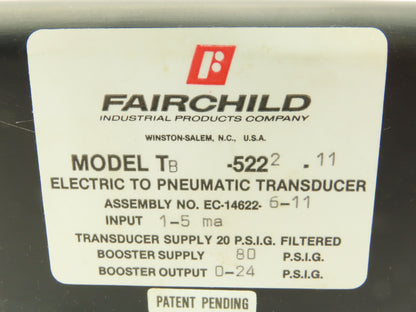 FAIRCHILD
INDUSTRIAL PRODUCTS COMPANY
WINSTON-SALEM, N.C., U.S.A.
MODEL TB -5222 - 11
ELECTRIC TO PNEUMATIC TRANSDUCER
ASSEMBLY NO. EC-14622- 6-11
INPUT 1-5 ma
TRANSDUCER SUPPLY 20 P.S.I.G. FILTERED
BOOSTER SUPPLY 80 P.S.I.G.
BOOSTER OUTPUT 0-24 P.S.I.G.
PATENT PENDING